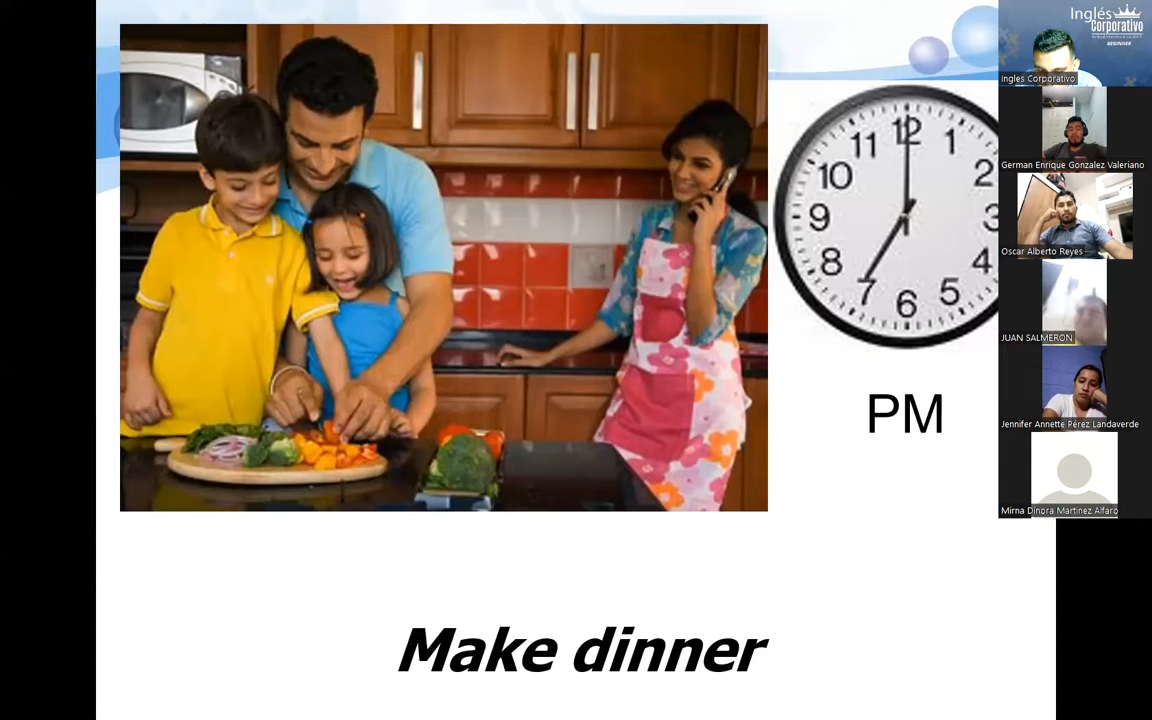 Inglés
Corporativo
BEGINNER
Ingles Corporativo
German Enrique Gonzalez Valeriano
Oscar Alberto Reyes
JUAN SALMERON
Jennifer Annette Pérez Landaverde
Mirna Dinora Martinez Alfaro
12
11
1
10
2
9
3
8
4
7
5
6
PM
Make dinner